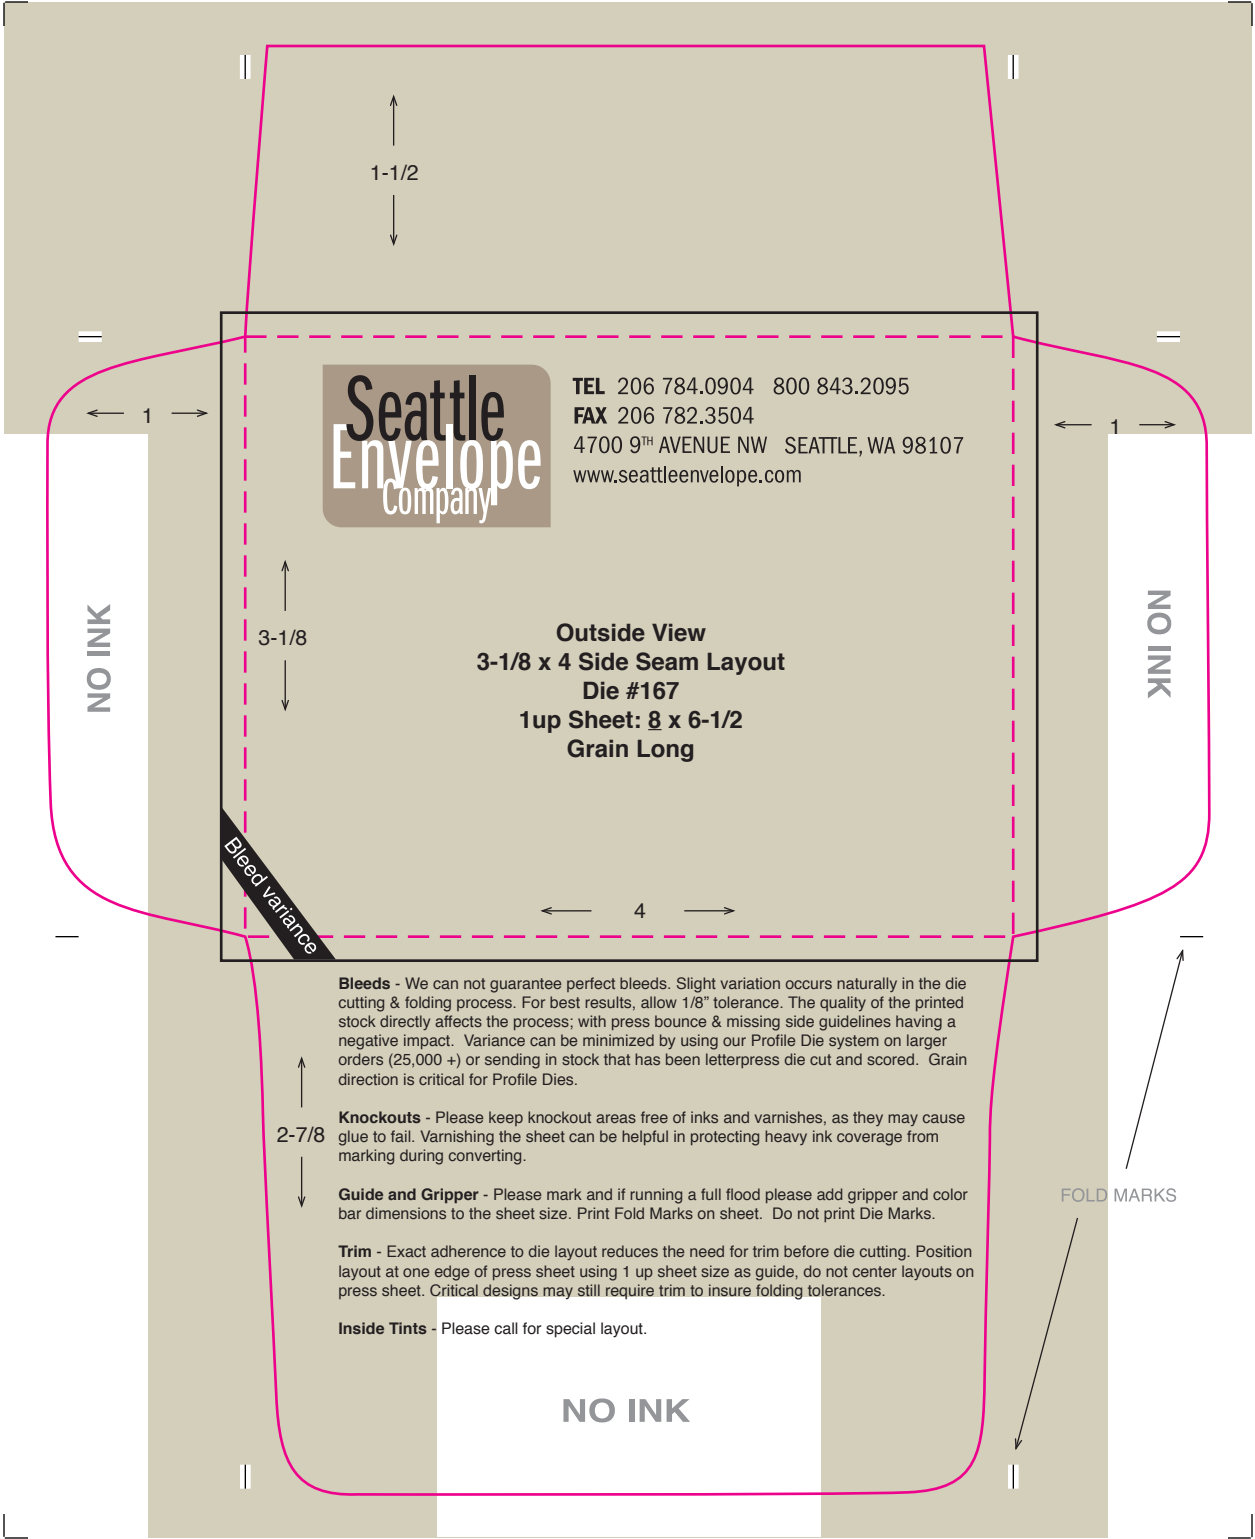 1-1/2
Seattle
Envelope
Company
TEL 206 784.0904 800 843.2095
FAX 206 782.3504
4700 9TH AVENUE NW SEATTLE, WA 98107
www.seattleenvelope.com
1
1
NO INK
NO INK
3-1/8
Outside View
3-1/8 x 4 Side Seam Layout
Die #167
1up Sheet: 8 x 6-1/2
Grain Long
Bleed variance
4
Bleeds - We can not guarantee perfect bleeds. Slight variation occurs naturally in the die
cutting & folding process. For best results, allow 1/8” tolerance. The quality of the printed
stock directly affects the process; with press bounce & missing side guidelines having a
negative impact. Variance can be minimized by using our Profile Die system on larger
orders (25,000 +) or sending in stock that has been letterpress die cut and scored. Grain
direction is critical for Profile Dies.
2-7/8
Knockouts - Please keep knockout areas free of inks and varnishes, as they may cause
glue to fail. Varnishing the sheet can be helpful in protecting heavy ink coverage from
marking during converting.
Guide and Gripper - Please mark and if running a full flood please add gripper and color
bar dimensions to the sheet size. Print Fold Marks on sheet. Do not print Die Marks.
FOLD MARKS
Trim - Exact adherence to die layout reduces the need for trim before die cutting. Position
layout at one edge of press sheet using 1 up sheet size as guide, do not center layouts on
press sheet. Critical designs may still require trim to insure folding tolerances.
Inside Tints - Please call for special layout.
NO INK